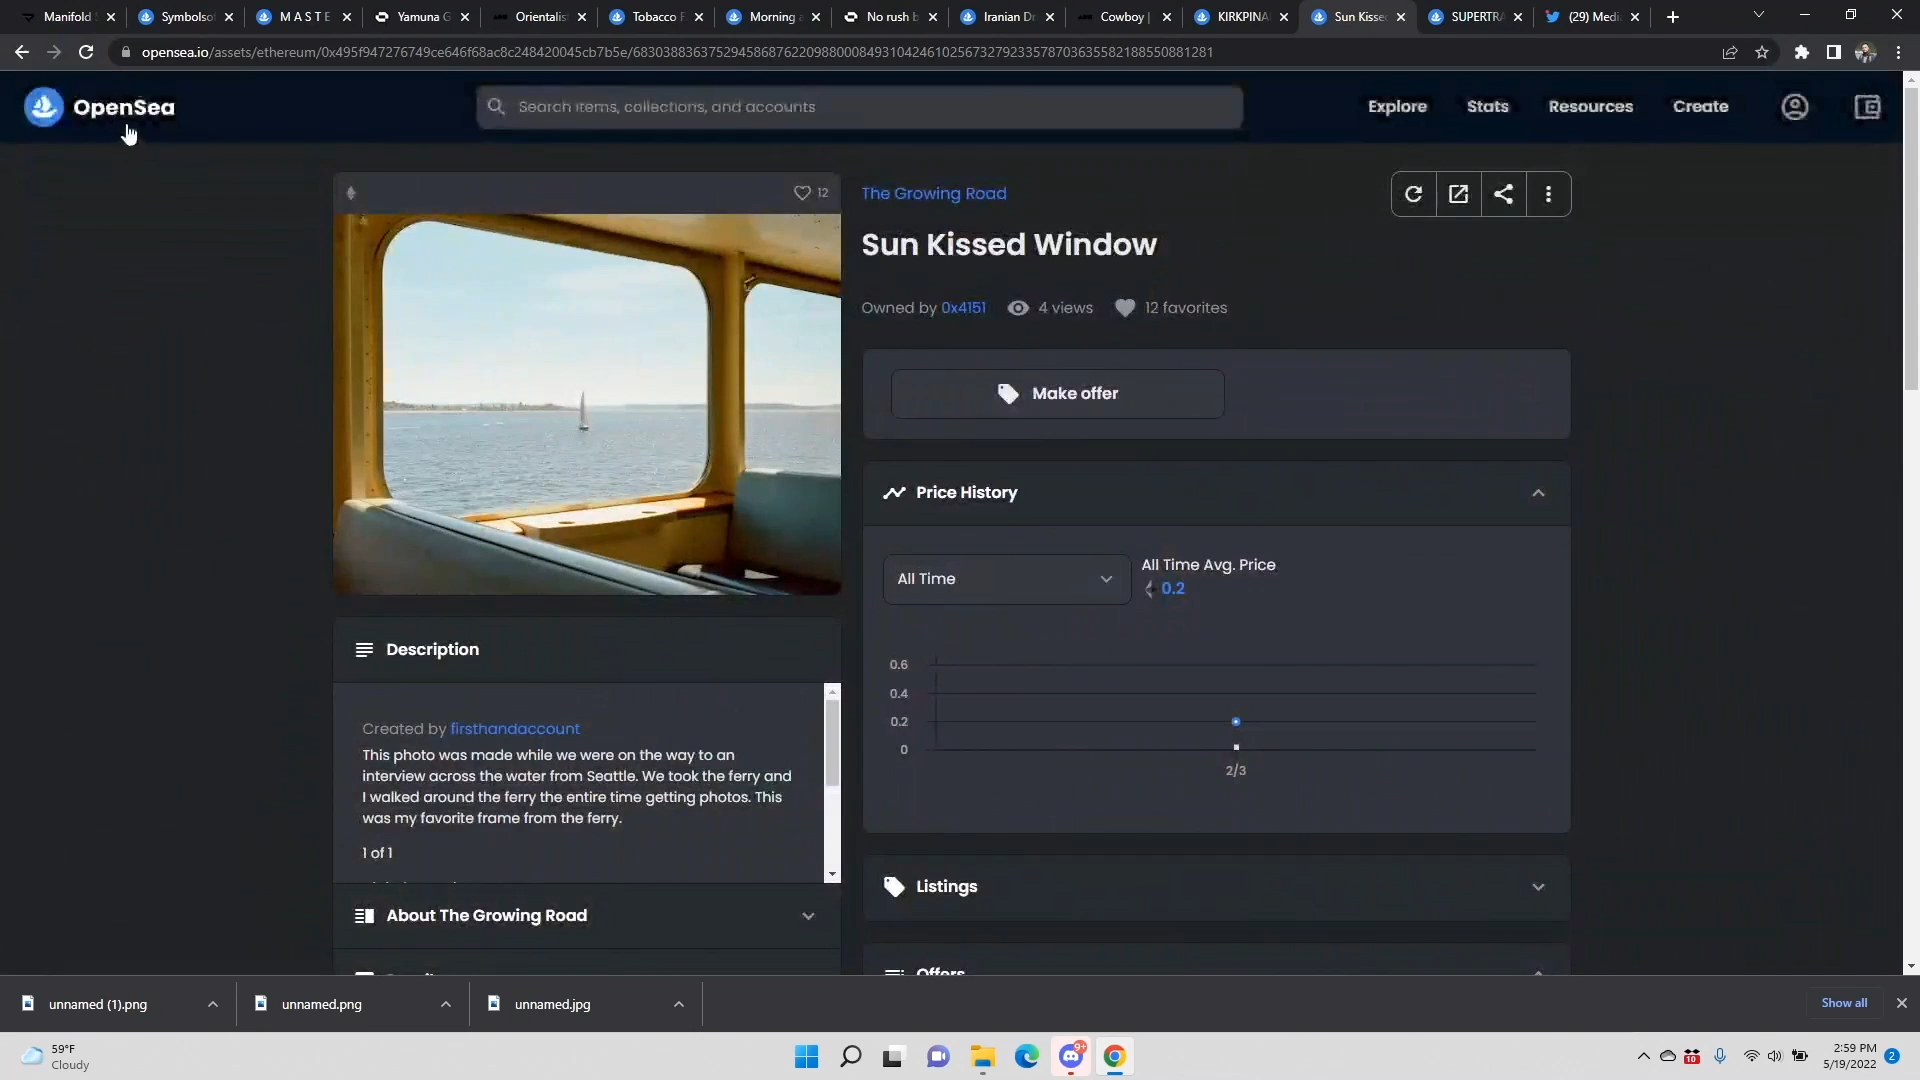 Manifold
Symbolsof
M A S T E
Yamuna G
Orientalis
Tobacco F
Morning a
No rush b
Iranian Dr
Cowboy |
KIRKPINA
Sun Kisse
SUPERTRA
(29) Medi
opensea.io/assets/ethereum/0x495f947276749ce646f68ac8c248420045cb7b5e/68303883637529458687622098800084931042461025673279233578703635582188550881281
OpenSea
Search items, collections, and accounts
Explore
Stats
Resources
Create
12
The Growing Road
Sun Kissed Window
Owned by 0x4151 4 views 12 favorites
Make offer
Price History
All Time
All Time Avg. Price
0.2
0.6
0.4
0.2
0
2/3
Description
Created by firsthandaccount
This photo was made while we were on the way to an
interview across the water from Seattle. We took the ferry and
I walked around the ferry the entire time getting photos. This
was my favorite frame from the ferry.
1 of 1
About The Growing Road
Listings
Offers
unnamed (1).png
unnamed.png
unnamed.jpg
Show all
59°F
Cloudy
9+
10
2:59 PM
5/19/2022
2